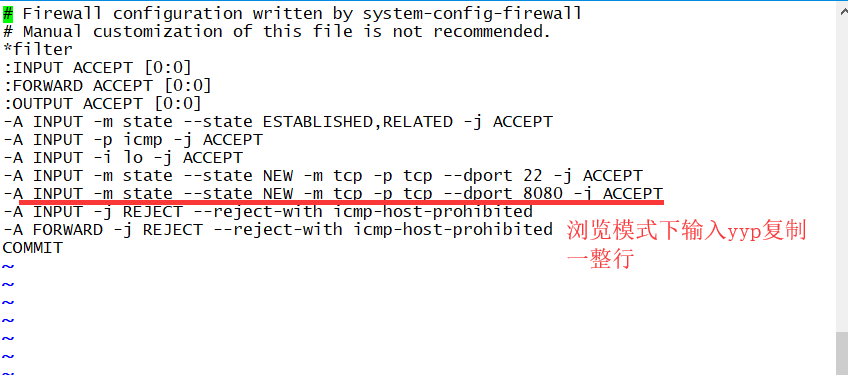 # Firewall configuration written by system-config-firewall
# Manual customization of this file is not recommended.
*filter
:INPUT ACCEPT [0:0]
:FORWARD ACCEPT [0:0]
:OUTPUT ACCEPT [0:0]
-A INPUT -m state --state ESTABLISHED,RELATED -j ACCEPT
-A INPUT -p icmp -j ACCEPT
-A INPUT -i lo -j ACCEPT
-A INPUT -m state --state NEW -m tcp -p tcp --dport 22 -j ACCEPT
-A INPUT -m state --state NEW -m tcp -p tcp --dport 8080 -j ACCEPT
-A INPUT -j REJECT --reject-with icmp-host-prohibited
-A FORWARD -j REJECT --reject-with icmp-host-prohibited
COMMIT
浏览模式下输入yyp复制
一整行
~
~
~
~
~
~